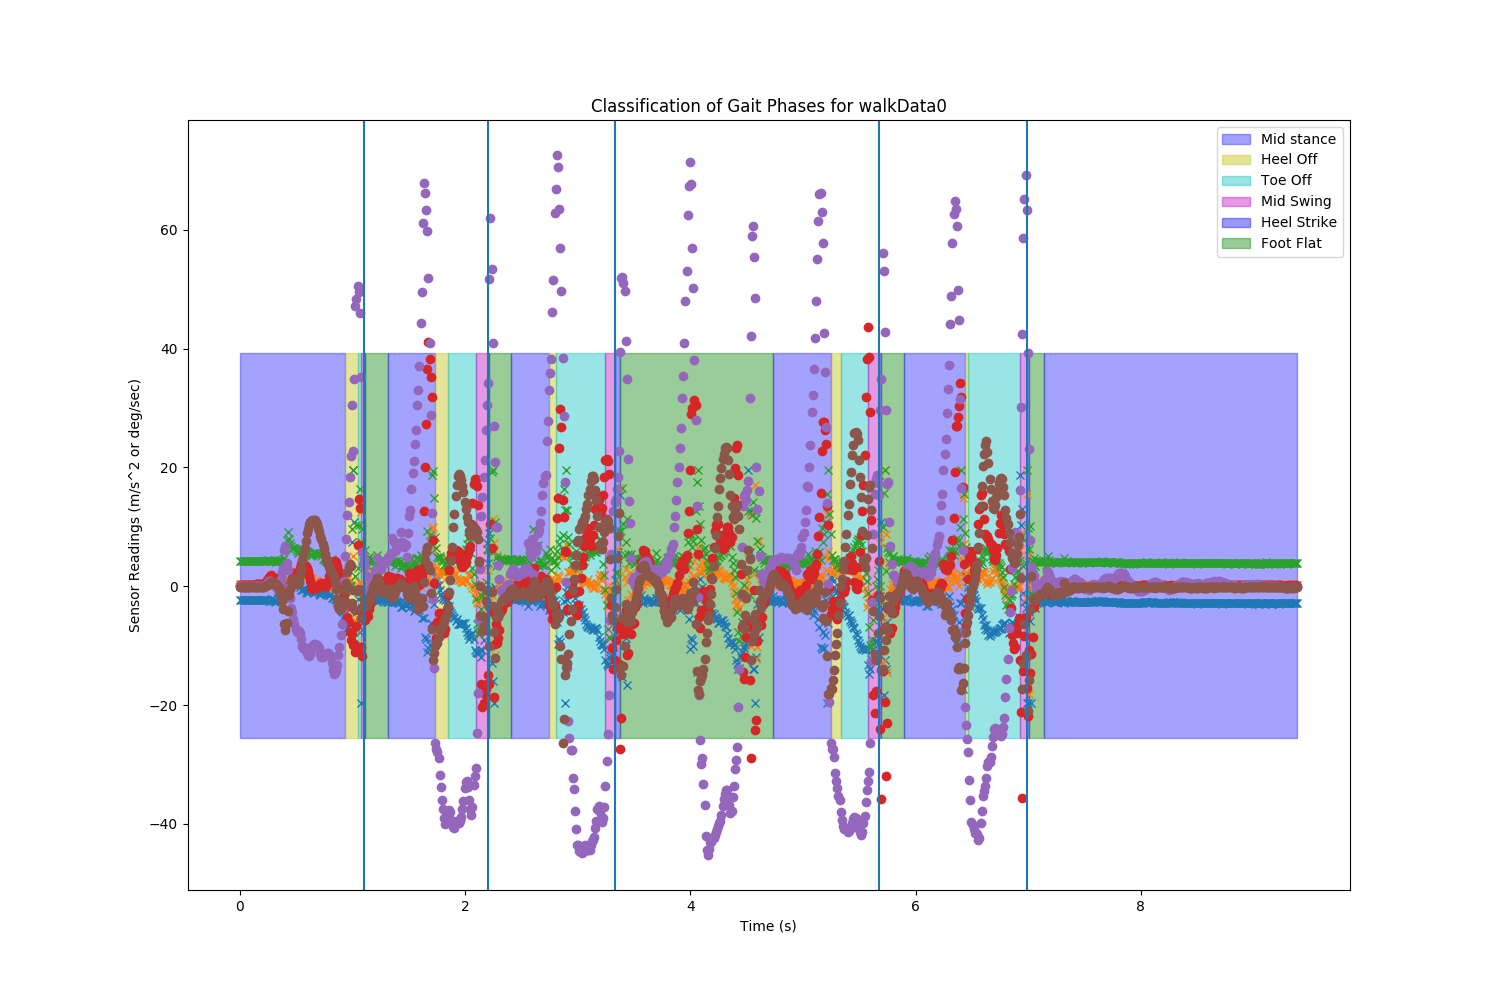 Classification of Gait Phases for walkData0
Mid stance
Heel Off
Toe Off
Mid Swing
Heel Strike
Foot Flat
60
40
20
0
−20
−40
Sensor Readings (m/s^2 or deg/sec)
0 2 4 6 8
Time (s)